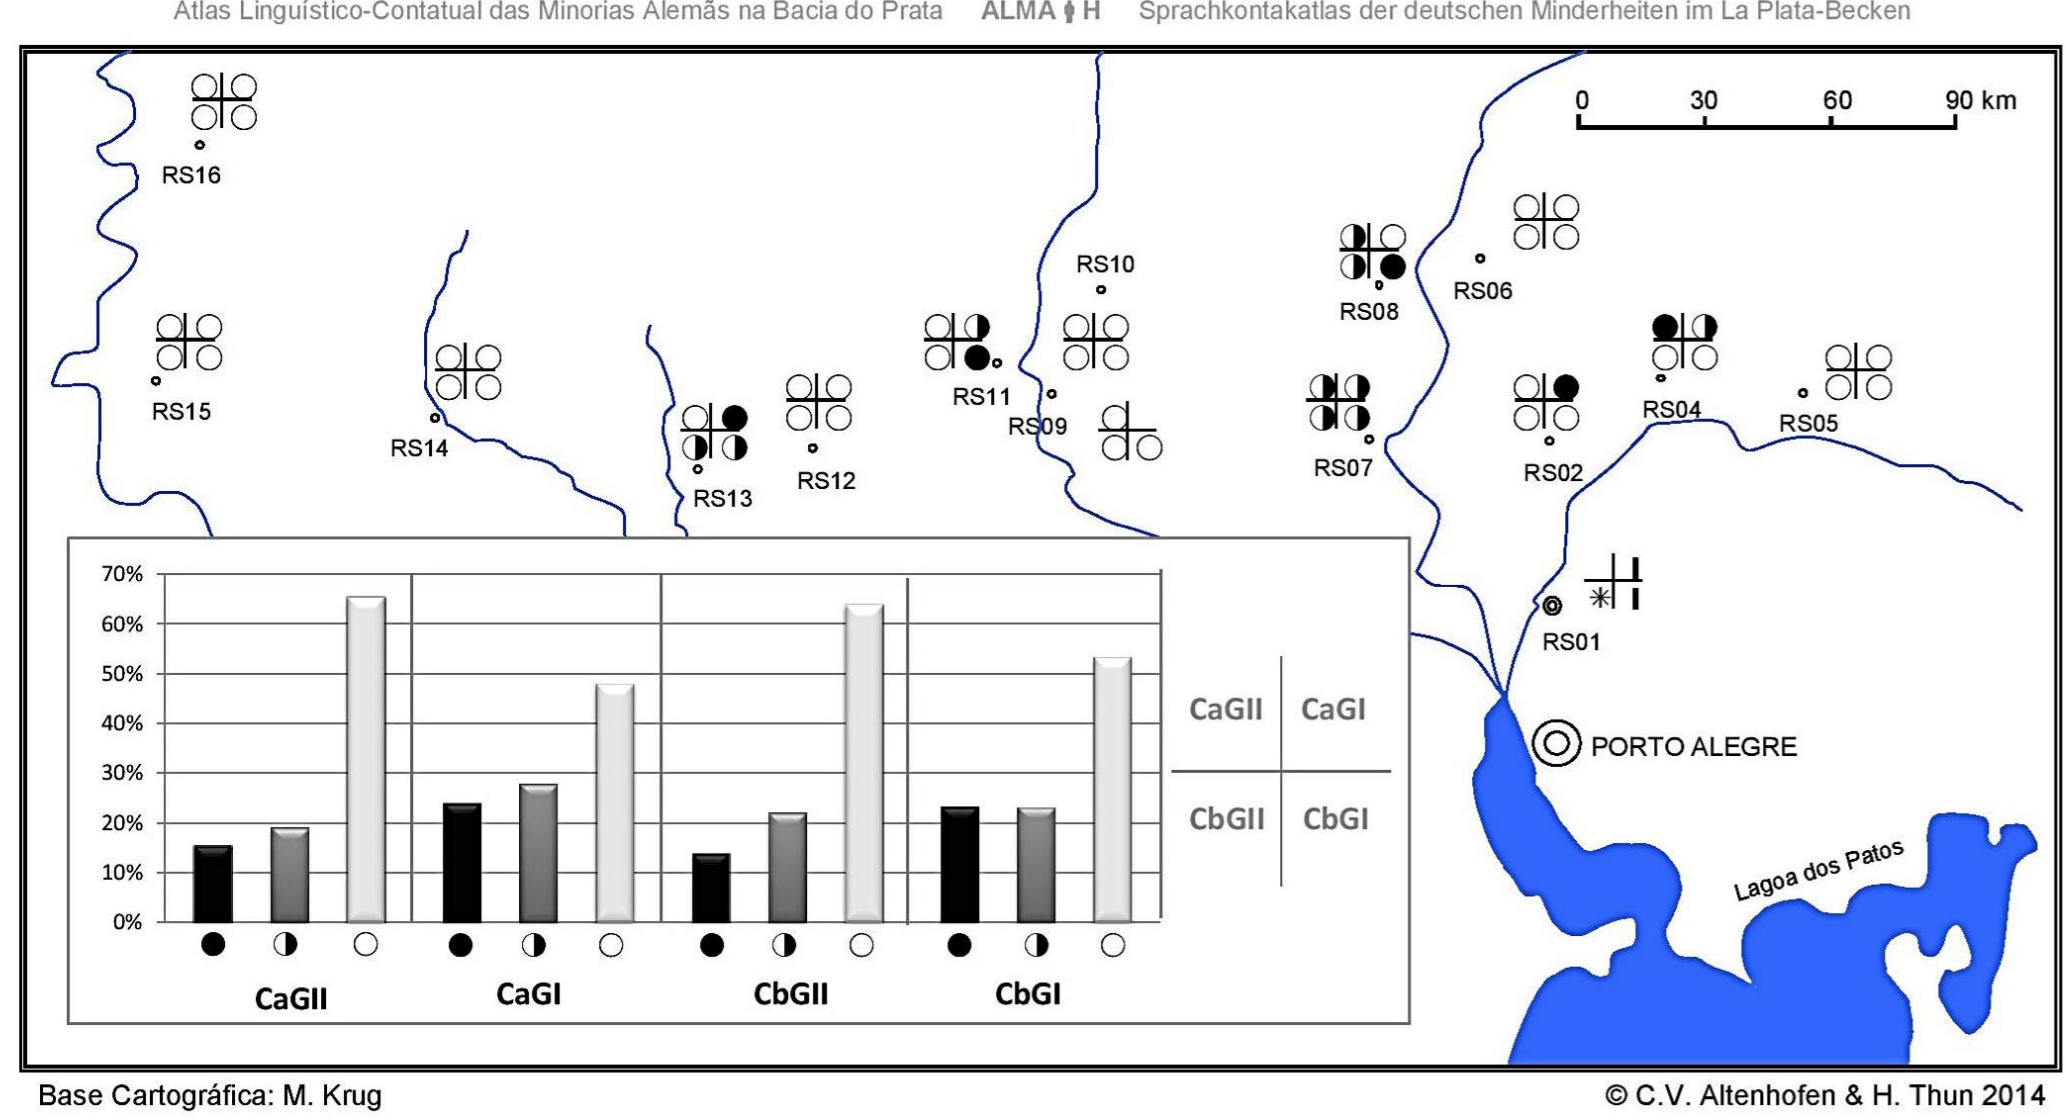 Atlas Linguístico-Contatual das Minorias Alemãs na Bacia do Prata ALMA H Sprachkontakatlas der deutschen Minderheiten im La Plata-Becken
0 30 60 90 km
RS16
RS10
RS06
RS08
RS15
RS11
RS09
RS04
RS05
RS14
RS13
RS12
RS07
RS02
RS01
PORTO ALEGRE
Lagoa dos Patos
70%
60%
50%
40%
30%
20%
10%
0%
CaGII CaGI CbGII CbGI
CaGII CaGI
CbGII CbGI
Base Cartográfica: M. Krug
© C.V. Altenhofen & H. Thun 2014